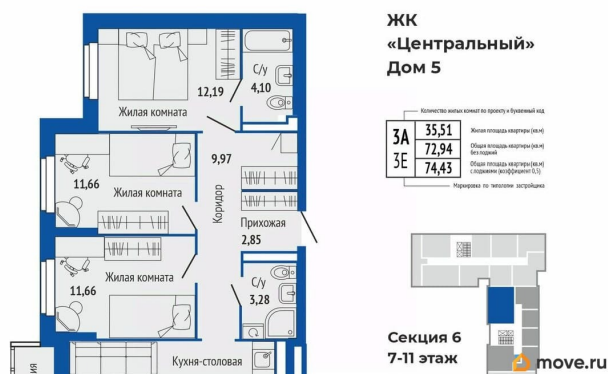 ЖК
«Центральный»
Дом 5
Количество жилых комнат по проекту и буквенный код
3А
3Е
35,51
Жилая площадь квартиры (кв.м)
72,94
Общая площадь квартиры (кв.м)
без лоджий
74,43
Общая площадь квартиры (кв.м)
с лоджиями (коэффициент 0,5)
Маркировка по типологии застройщика
12,19
Жилая комната
С/у
4,10
9,97
Коридор
11,66
Жилая комната
Прихожая
2,85
11,66
Жилая комната
С/у
3,28
Кухня-столовая
Секция 6
7-11 этаж
move.ru